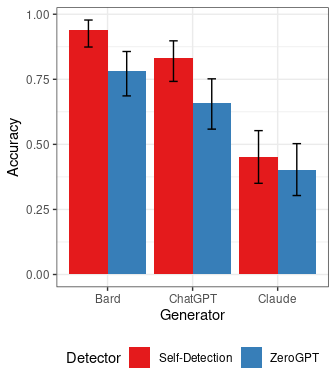 1.00
0.75
0.50
0.25
0.00
Accuracy
Bard ChatGPT Claude
Generator
Detector Self-Detection ZeroGPT